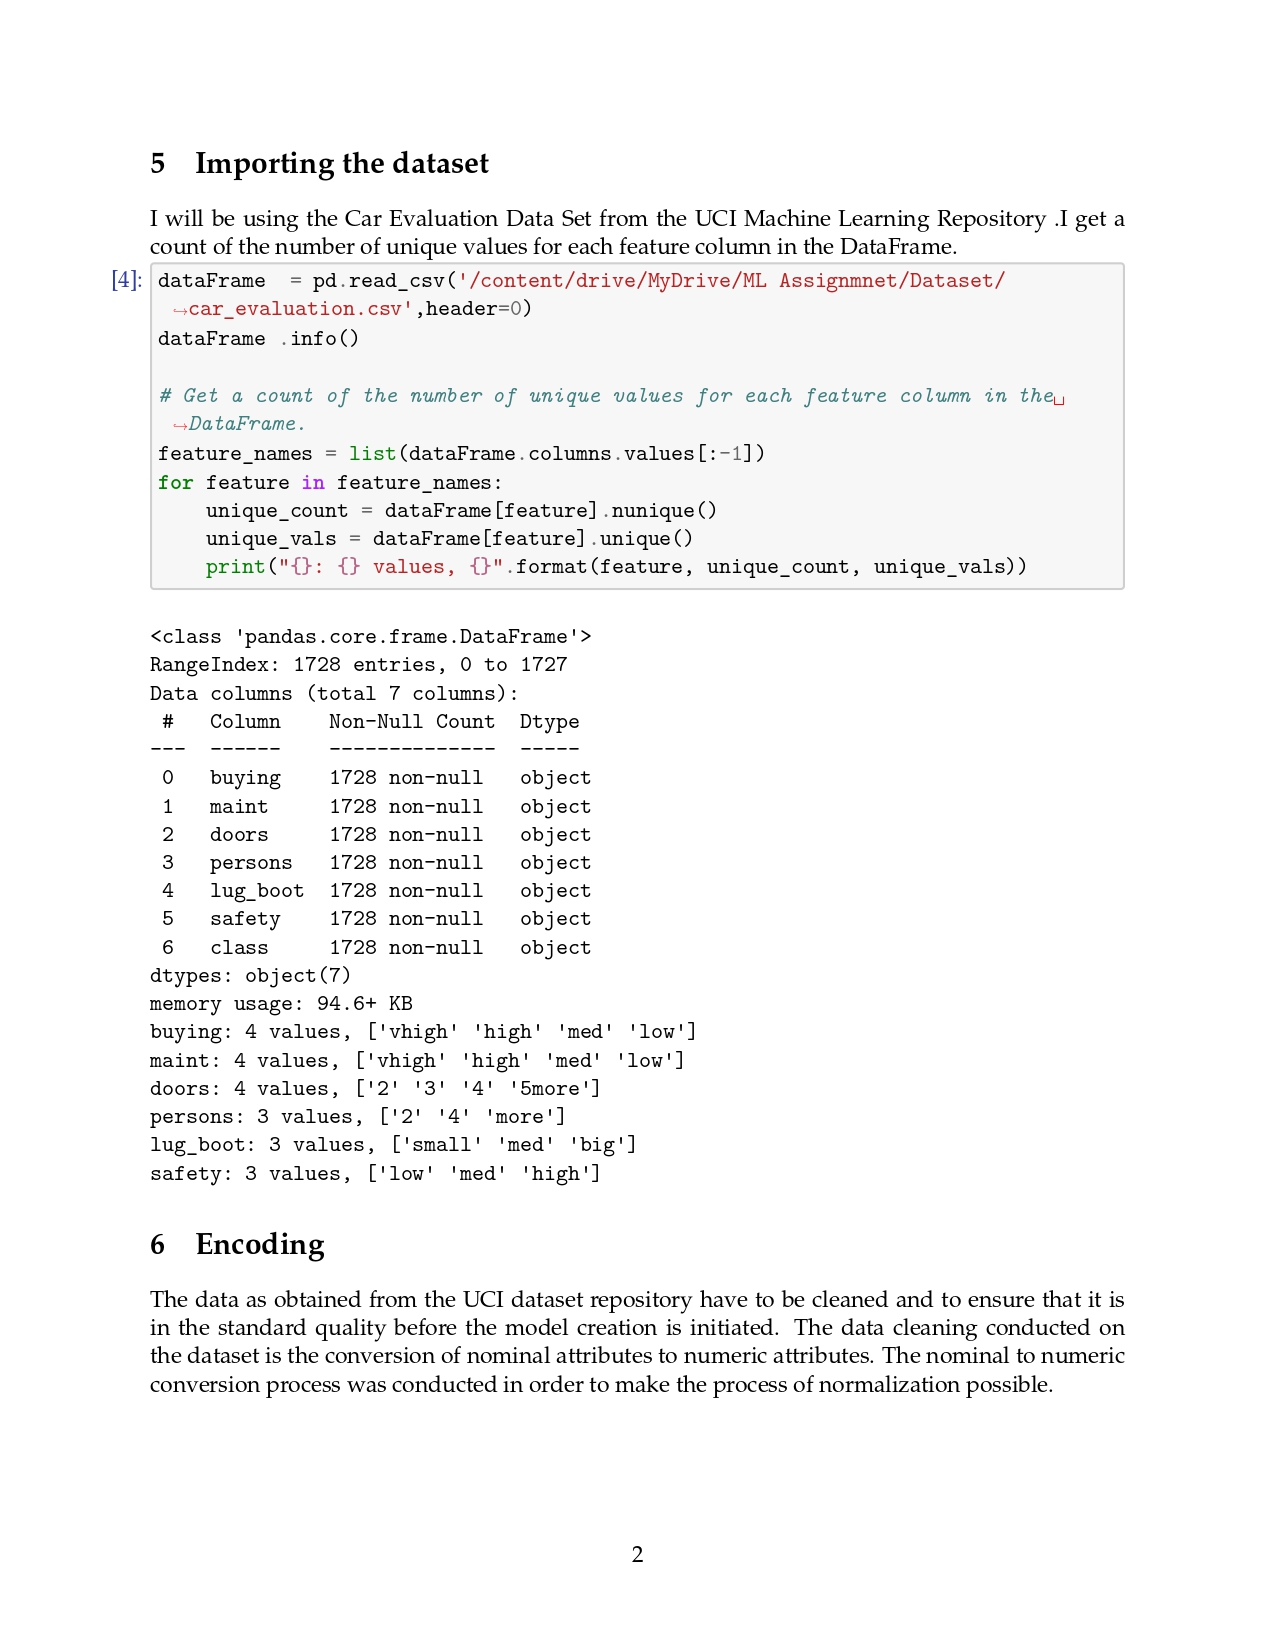 5 Importing the dataset
I will be using the Car Evaluation Data Set from the UCI Machine Learning Repository .I get a
count of the number of unique values for each feature column in the DataFrame.
[4]: dataFrame  = pd.read_csv('/content/drive/MyDrive/ML Assignmnet/Dataset/
↪car_evaluation.csv',header=0)
dataFrame .info()
# Get a count of the number of unique values for each feature column in the␣
↪DataFrame.
feature_names = list(dataFrame.columns.values[:-1])
for feature in feature_names:
    unique_count = dataFrame[feature].nunique()
    unique_vals = dataFrame[feature].unique()
    print("{}: {} values, {}".format(feature, unique_count, unique_vals))
<class 'pandas.core.frame.DataFrame'>
RangeIndex: 1728 entries, 0 to 1727
Data columns (total 7 columns):
 #   Column    Non-Null Count  Dtype
---  ------    --------------  -----
 0   buying    1728 non-null   object
 1   maint     1728 non-null   object
 2   doors     1728 non-null   object
 3   persons   1728 non-null   object
 4   lug_boot  1728 non-null   object
 5   safety    1728 non-null   object
 6   class     1728 non-null   object
dtypes: object(7)
memory usage: 94.6+ KB
buying: 4 values, ['vhigh' 'high' 'med' 'low']
maint: 4 values, ['vhigh' 'high' 'med' 'low']
doors: 4 values, ['2' '3' '4' '5more']
persons: 3 values, ['2' '4' 'more']
lug_boot: 3 values, ['small' 'med' 'big']
safety: 3 values, ['low' 'med' 'high']
6 Encoding
The data as obtained from the UCI dataset repository have to be cleaned and to ensure that it is
in the standard quality before the model creation is initiated. The data cleaning conducted on
the dataset is the conversion of nominal attributes to numeric attributes. The nominal to numeric
conversion process was conducted in order to make the process of normalization possible.
2